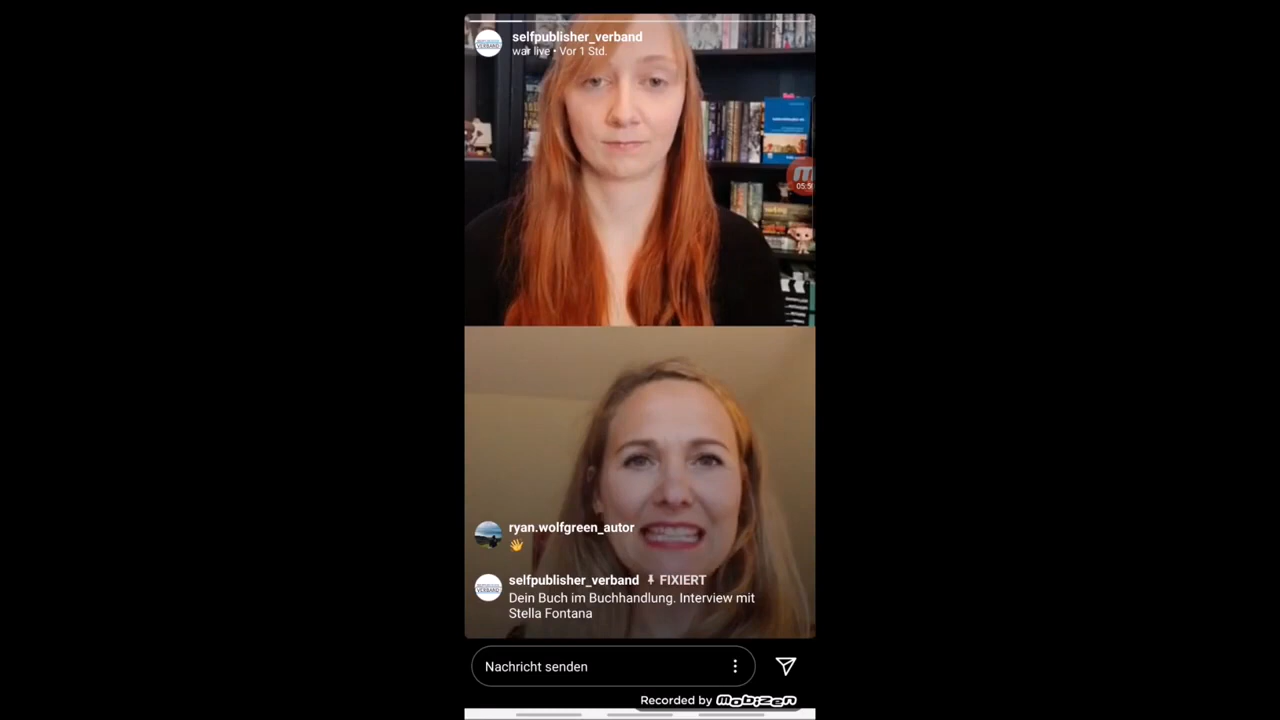 selfpublisher_verband
war live • Vor 1 Std.
ryan.wolfgreen_autor
👋
selfpublisher_verband FIXIERT
Dein Buch im Buchhandlung. Interview mit
Stella Fontana
Nachricht senden
Recorded by mobizen